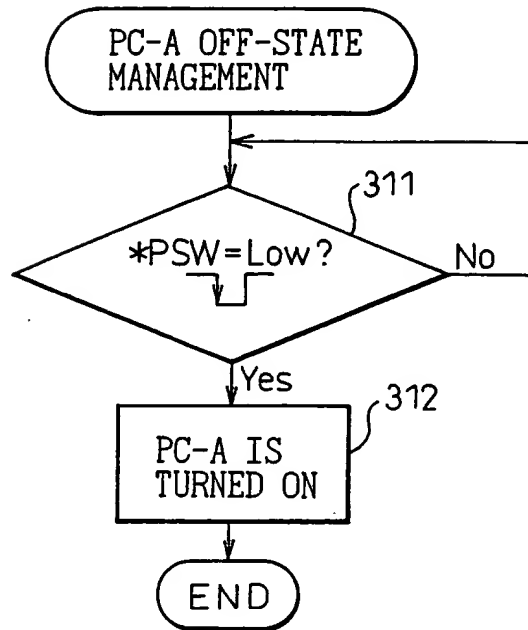 PC-A OFF-STATE
MANAGEMENT
311
*PSW=Low?
No
Yes
312
PC-A IS
TURNED ON
END